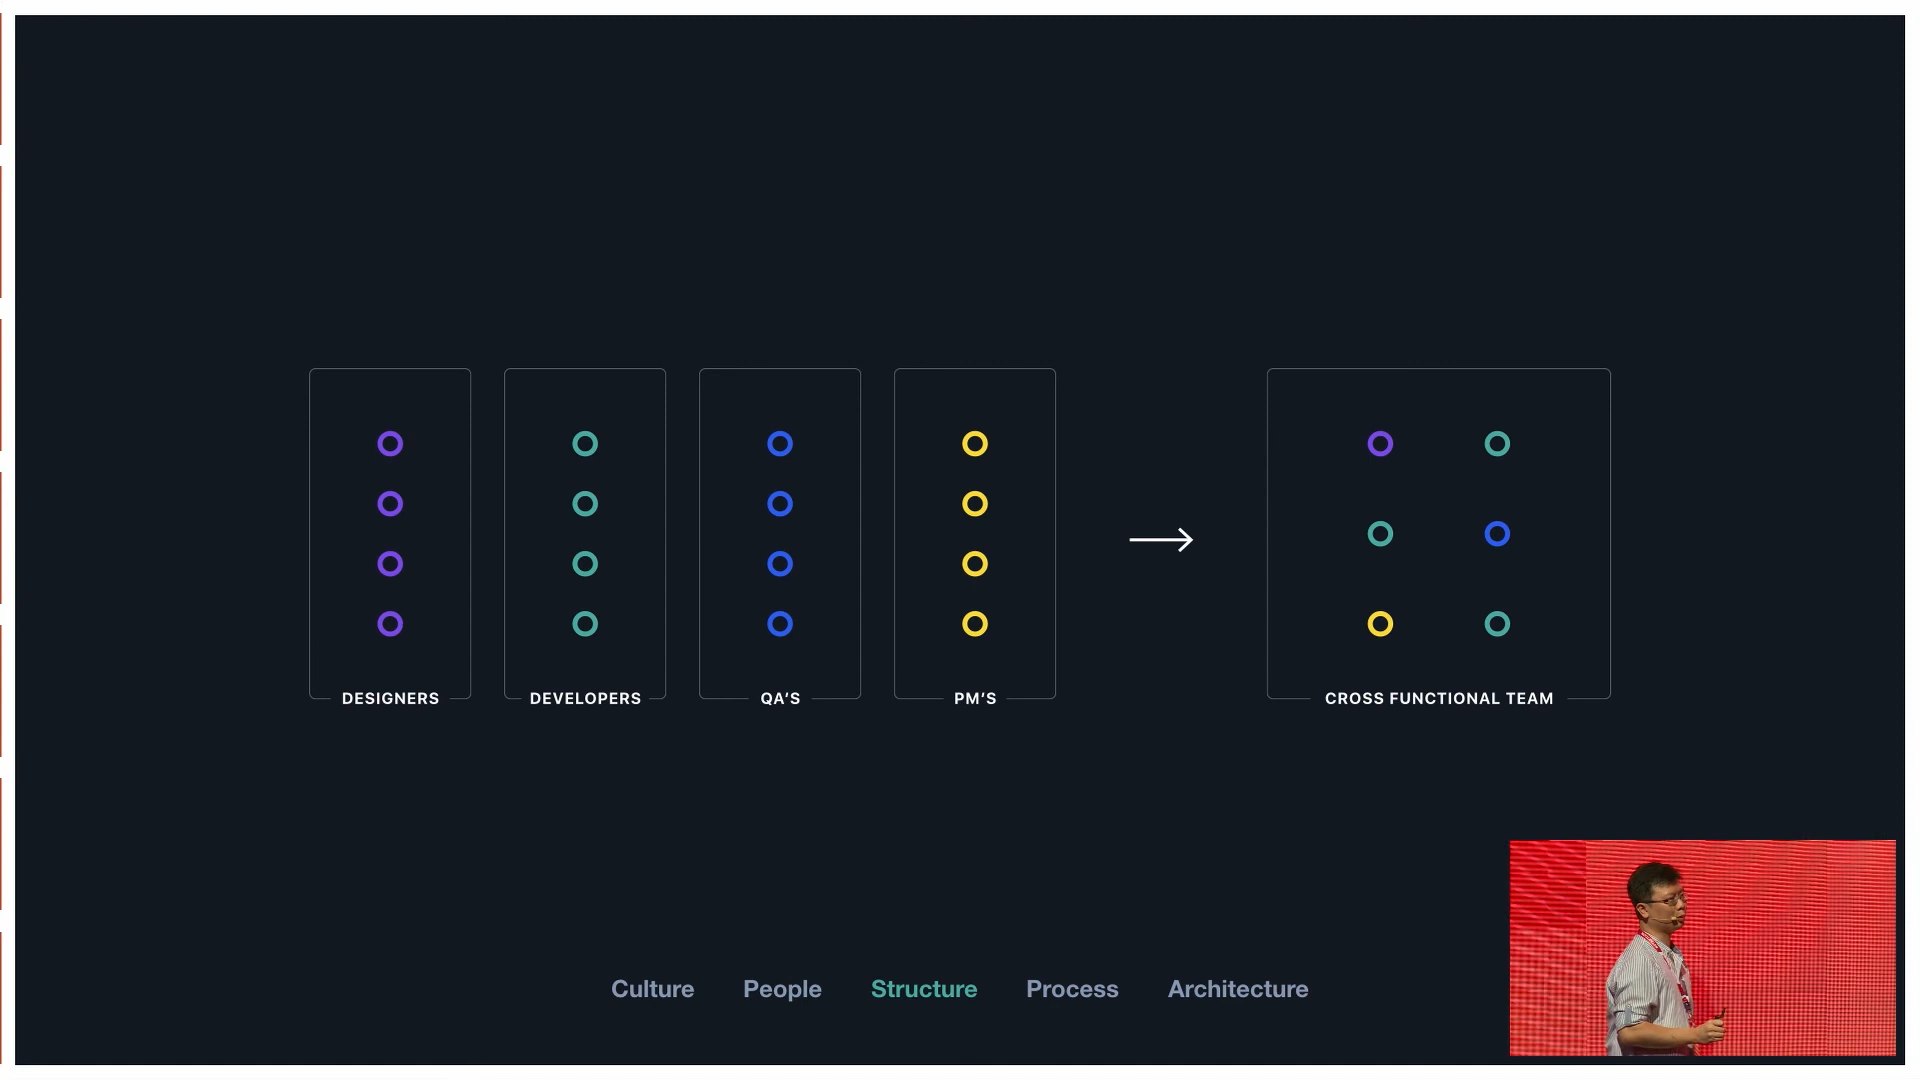 DESIGNERS
DEVELOPERS
QA’S
PM’S
CROSS FUNCTIONAL TEAM
Culture
People
Structure
Process
Architecture